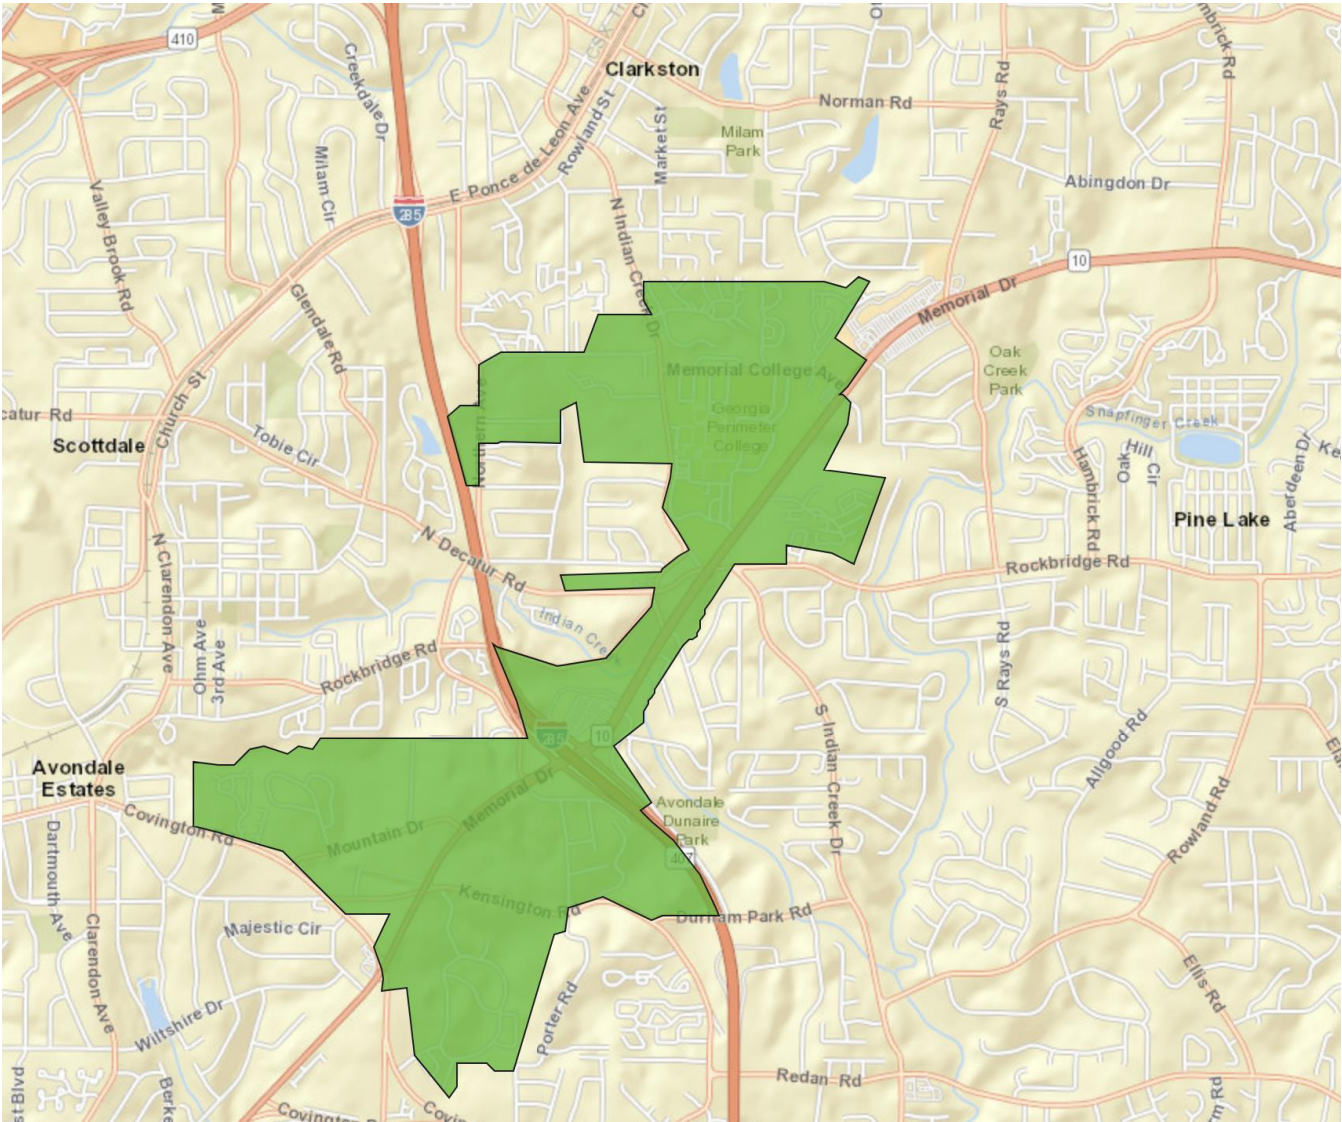 410
Clarkston
Creekdale Dr
Norman Rd
Rays Rd
Rowland St
Market St
Milam
Park
Milam Cir
E Ponce de Leon Ave
Abingdon Dr
Valley Brook Rd
285
N Indian Creek Dr
10
Memorial Dr
Glendale Rd
Oak
Creek
Park
Memorial College Ave
Georgia
Perimeter
College
Northern Ave
Church St
Scottdale
Tobie Cir
Snapfinger Creek
Oak
Hill Cir
Hambrick Rd
Aberdeen Dr
Pine Lake
N Decatur Rd
Rockbridge Rd
N Clarendon Ave
Indian Creek
Ohm Ave
3rd Ave
Rockbridge Rd
S Rays Rd
285
10
S Indian Creek Dr
Allgood Rd
Avondale
Estates
Memorial Dr
Avondale
Dunaire
Park
407
Covington Rd
Mountain Dr
Rowland Rd
Dartmouth Ave
Kensington Rd
Durham Park Rd
Majestic Cir
Clarendon Ave
Ellis Rd
Wiltshire Dr
Porter Rd
Redan Rd